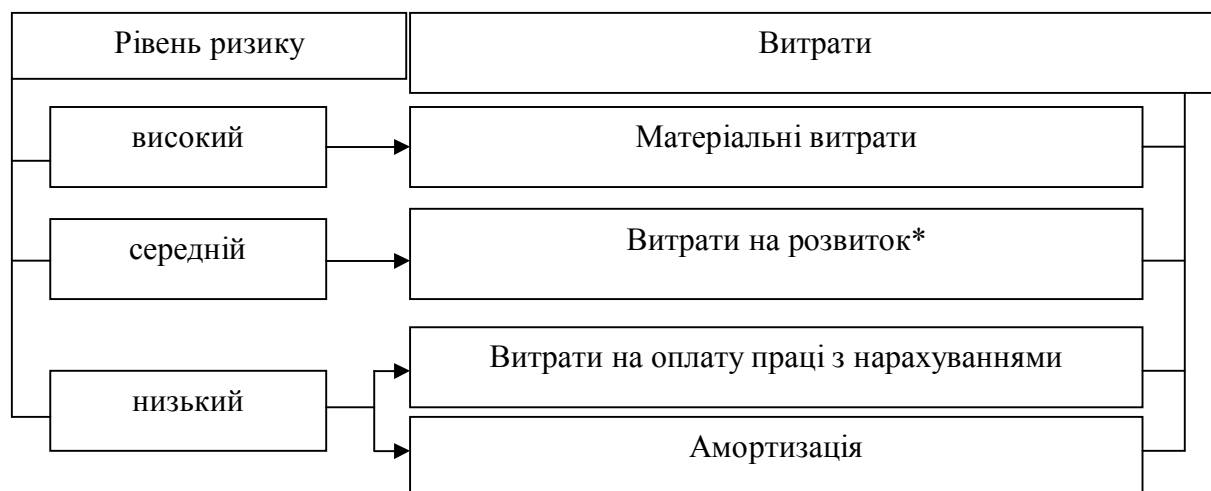 Рівень ризику
Витрати
високий
Матеріальні витрати
середній
Витрати на розвиток*
низький
Витрати на оплату праці з нарахуваннями
Амортизація